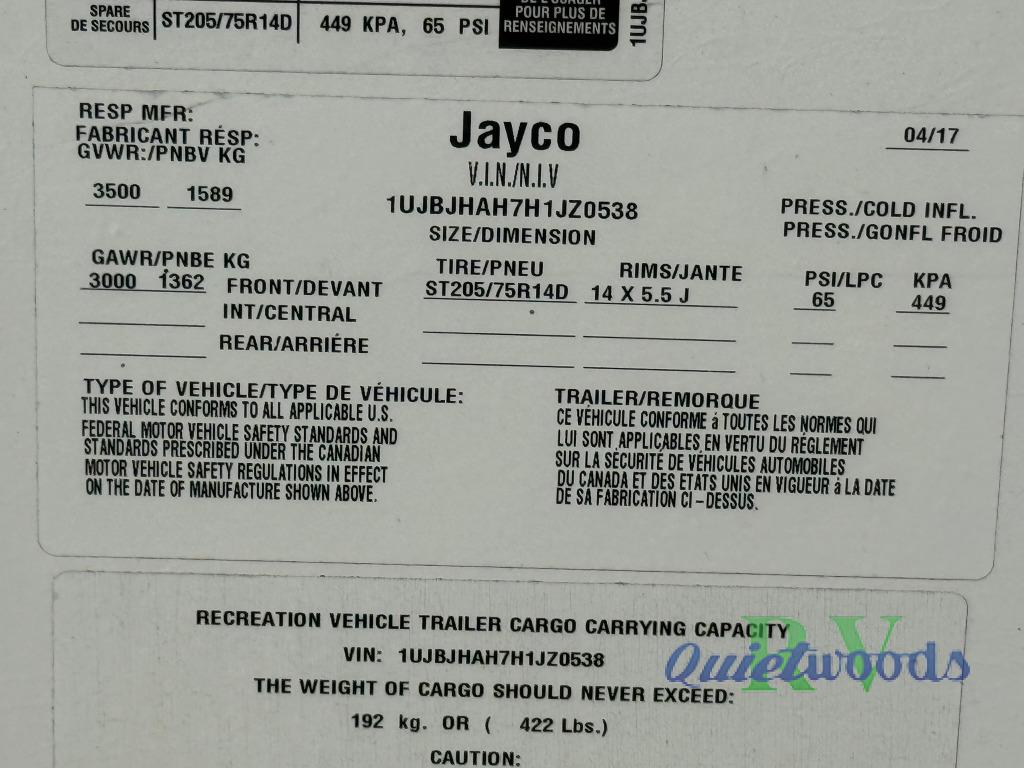 DE L'USAGER
SPARE
DE SECOURS ST205/75R14D 449 KPA, 65 PSI
POUR PLUS DE
RENSEIGNEMENTS
1UJBJ
RESP MFR:
FABRICANT RÉSP:
GVWR:/PNBV KG
Jayco
04/17
V.I.N./N.I.V
3500 1589
1UJBJHAH7H1JZ0538
PRESS./COLD INFL.
SIZE/DIMENSION
PRESS./GONFL FROID
GAWR/PNBE KG
TIRE/PNEU RIMS/JANTE PSI/LPC KPA
3000 1362 FRONT/DEVANT ST205/75R14D 14 X 5.5 J 65 449
INT/CENTRAL
REAR/ARRIÉRE
TYPE OF VEHICLE/TYPE DE VÉHICULE:
THIS VEHICLE CONFORMS TO ALL APPLICABLE U.S.
FEDERAL MOTOR VEHICLE SAFETY STANDARDS AND
STANDARDS PRESCRIBED UNDER THE CANADIAN
MOTOR VEHICLE SAFETY REGULATIONS IN EFFECT
ON THE DATE OF MANUFACTURE SHOWN ABOVE.
TRAILER/REMORQUE
CE VÉHICULE CONFORME á TOUTES LES NORMES QUI
LUI SONT APPLICABLES EN VERTU DU RÉGLEMENT
SUR LA SÉCURITÉ DE VÉHICULES AUTOMOBILES
DU CANADA ET DES ETATS UNIS EN VIGUEUR á LA DATE
DE SA FABRICATION CI-DESSUS.
RECREATION VEHICLE TRAILER CARGO CARRYING CAPACITY
VIN: 1UJBJHAH7H1JZ0538
THE WEIGHT OF CARGO SHOULD NEVER EXCEED:
192 kg. OR ( 422 Lbs.)
CAUTION:
Quietwoods RV